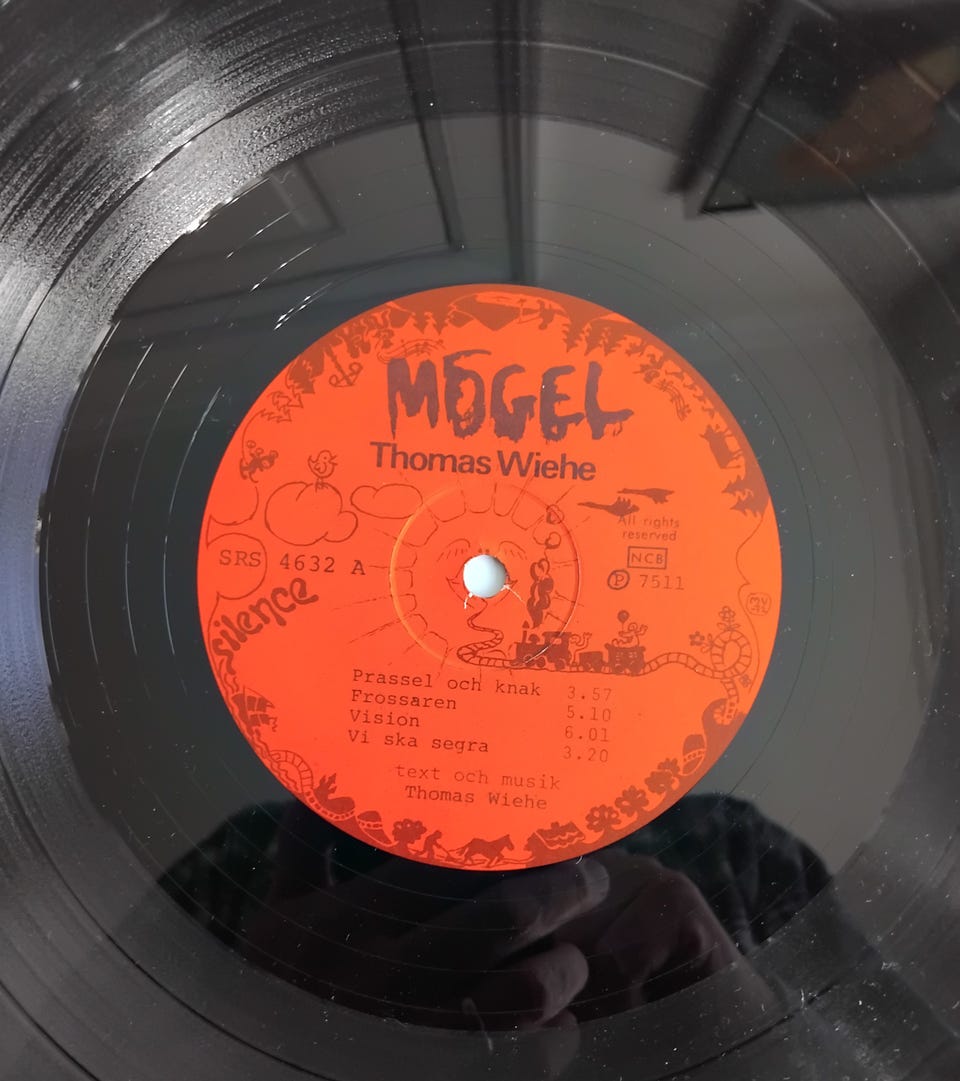 MÖGEL
Thomas Wiehe
All rights
reserved
NCB
SRS 4632 A
Ⓟ 7511
silence
Prassel och knak 3.57
Frossaren 5.10
Vision 6.01
Vi ska segra 3.20
text och musik
Thomas Wiehe